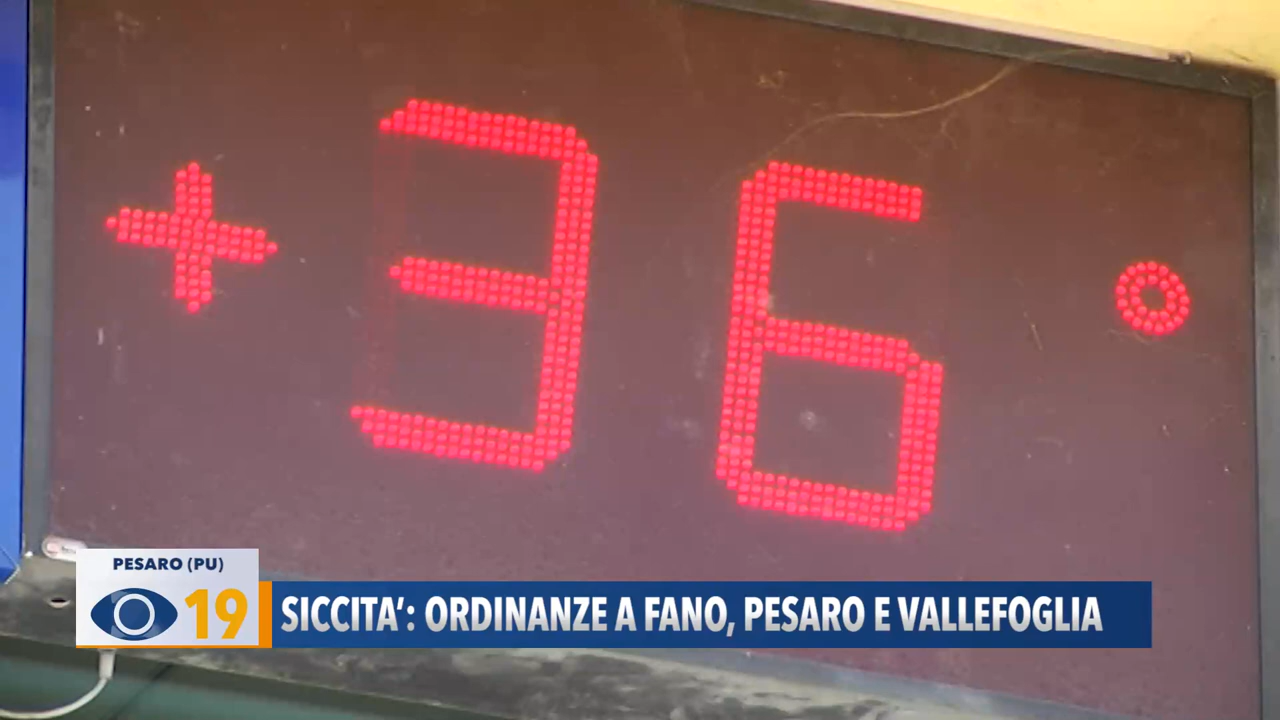 +36°
PESARO (PU)
19
SICCITA’: ORDINANZE A FANO, PESARO E VALLEFOGLIA